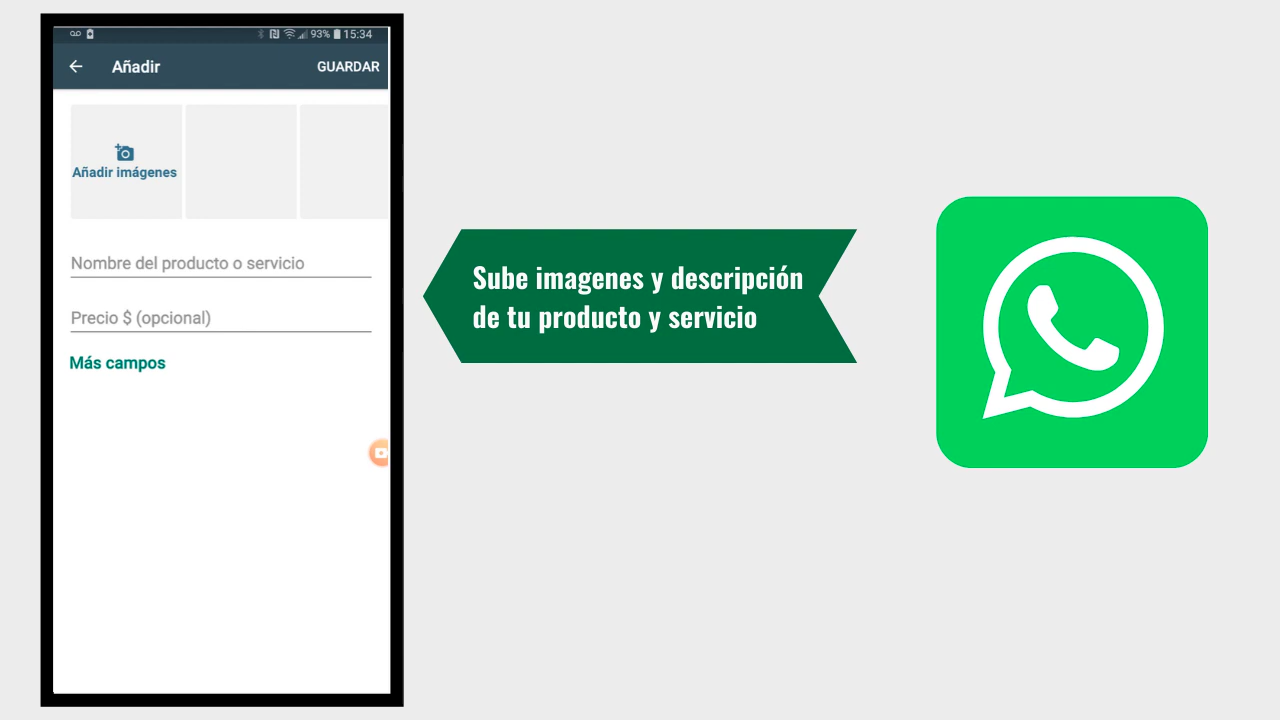 93% 15:34
Añadir GUARDAR
Añadir imágenes
Nombre del producto o servicio
Precio $ (opcional)
Más campos
Sube imagenes y descripción
de tu producto y servicio